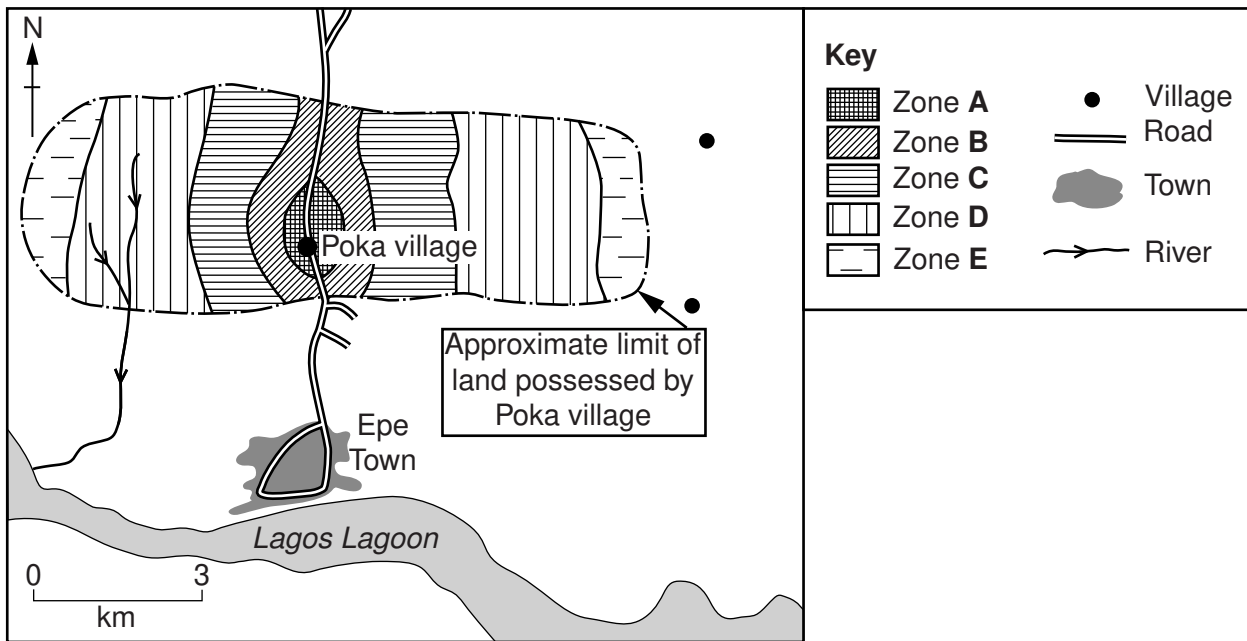 N
Poka village
Approximate limit of
land possessed by
Poka village
Epe
Town
Lagos Lagoon
0 3
km
Key
Zone A
Zone B
Zone C
Zone D
Zone E
Village
Road
Town
River